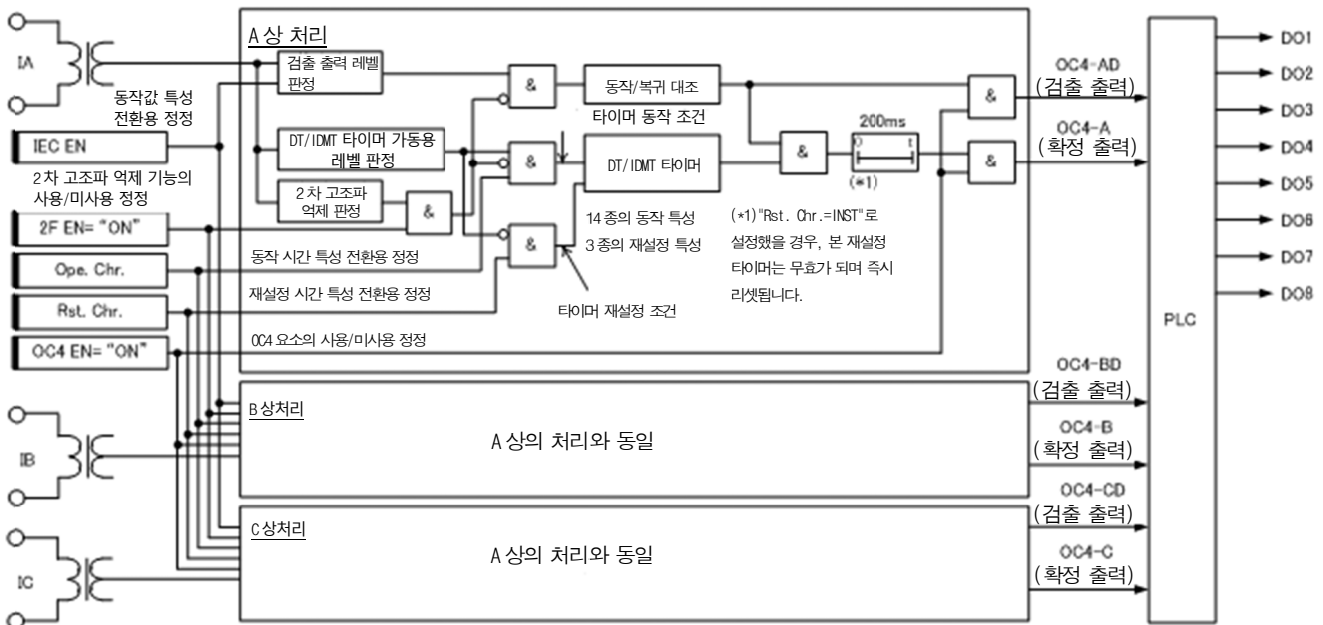 A상 처리
IA
검출 출력 레벨
판정
&
동작/복귀 대조
타이머 동작 조건
&
OC4-AD
(검출 출력)
DO1
DO2
DO3
DO4
DO5
DO6
DO7
DO8
동작값 특성
전환용 정정
IEC EN
DT/IDMT 타이머 가동용
레벨 판정
&
DT/IDMT 타이머
&
200ms
0 t
(*1)
&
OC4-A
(확정 출력)
2차 고조파 억제 기능의
사용/미사용 정정
2차 고조파
억제 판정
&
2F EN= “ON”
&
14종의 동작 특성
3종의 재설정 특성
(*1)"Rst. Chr.=INST"로
설정했을 경우, 본 재설정
타이머는 무효가 되며 즉시
리셋됩니다.
Ope. Chr.
동작 시간 특성 전환용 정정
Rst. Chr.
재설정 시간 특성 전환용 정정
타이머 재설정 조건
OC4 EN= “ON”
OC4 요소의 사용/미사용 정정
PLC
B상처리
A상의 처리와 동일
IB
OC4-BD
(검출 출력)
OC4-B
(확정 출력)
C상처리
A상의 처리와 동일
IC
OC4-CD
(검출 출력)
OC4-C
(확정 출력)